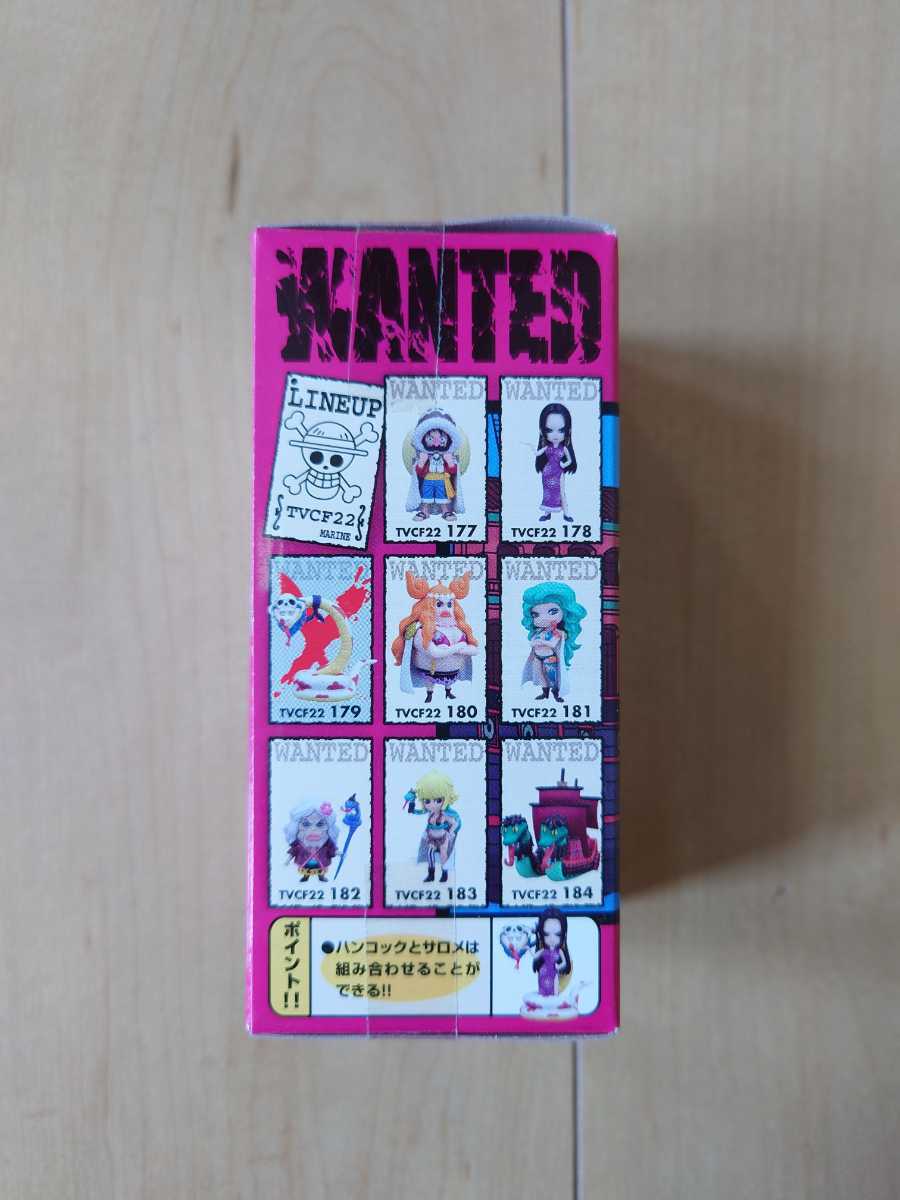 WANTED
LINEUP
TVCF22
MARINE
WANTED
TVCF22 177
WANTED
TVCF22 178
WANTED
TVCF22 179
WANTED
TVCF22 180
WANTED
TVCF22 181
WANTED
TVCF22 182
WANTED
TVCF22 183
WANTED
TVCF22 184
ポイント!!
●ハンコックとサロメは
組み合わせることが
できる!!